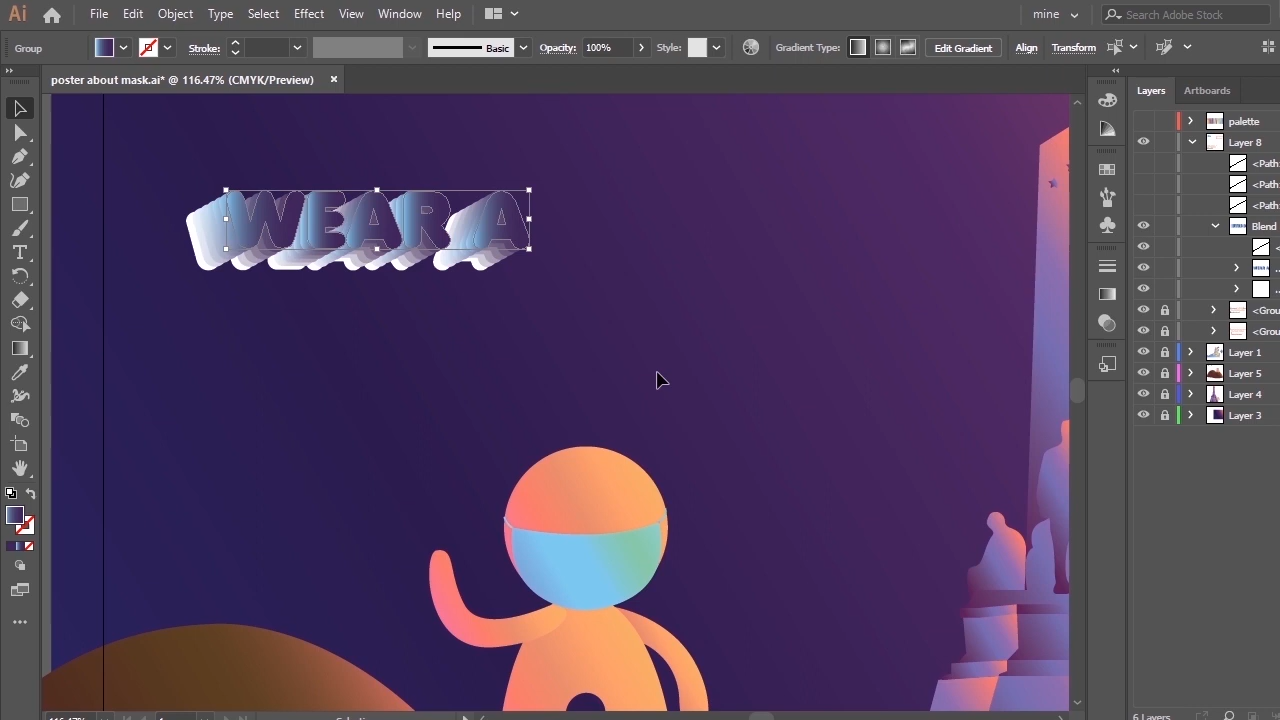 Ai File Edit Object Type Select Effect View Window Help mine Search Adobe Stock
Group Stroke: Basic Opacity: 100% Style: Gradient Type: Edit Gradient Align Transform
poster about mask.ai* @ 116.47% (CMYK/Preview) ×
Layers Artboards
palette
Layer 8
<Path
<Path
<Path
Blend
<
...
...
<Grou
<Grou
Layer 1
Layer 5
Layer 4
Layer 3
WEAR A
6 Layers